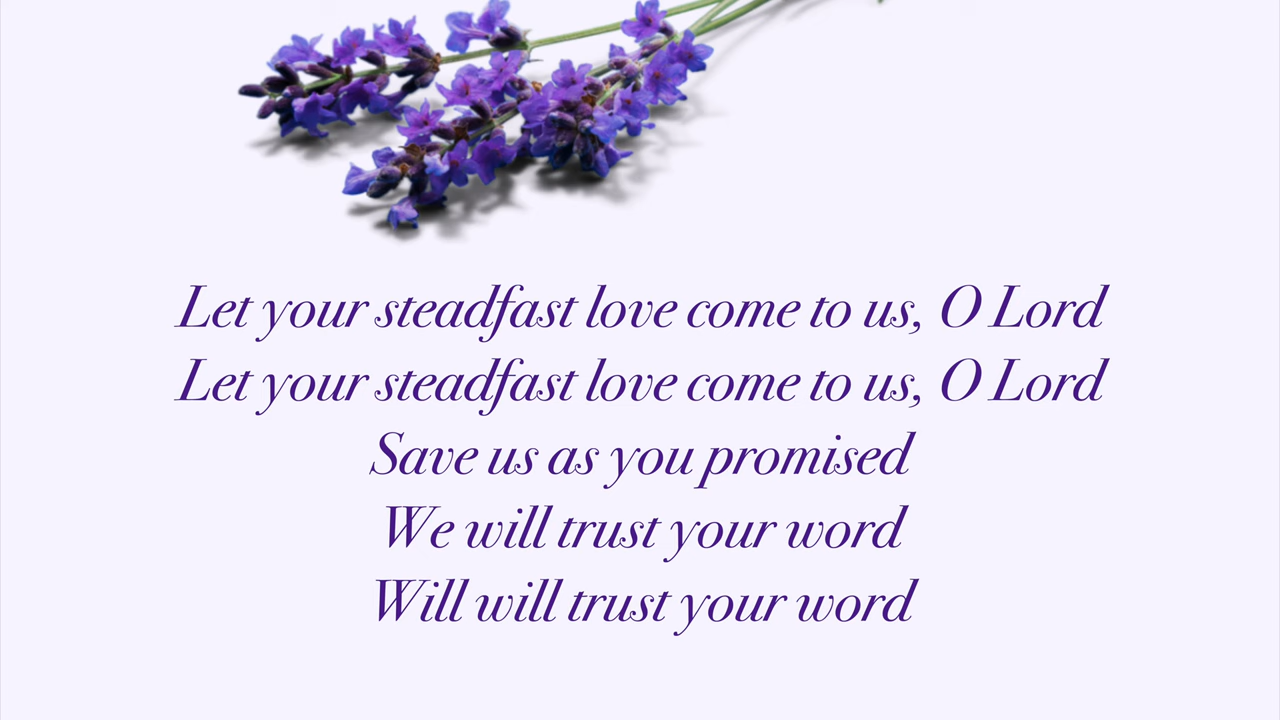 Let your steadfast love come to us, O Lord
Let your steadfast love come to us, O Lord
Save us as you promised
We will trust your word
Will will trust your word